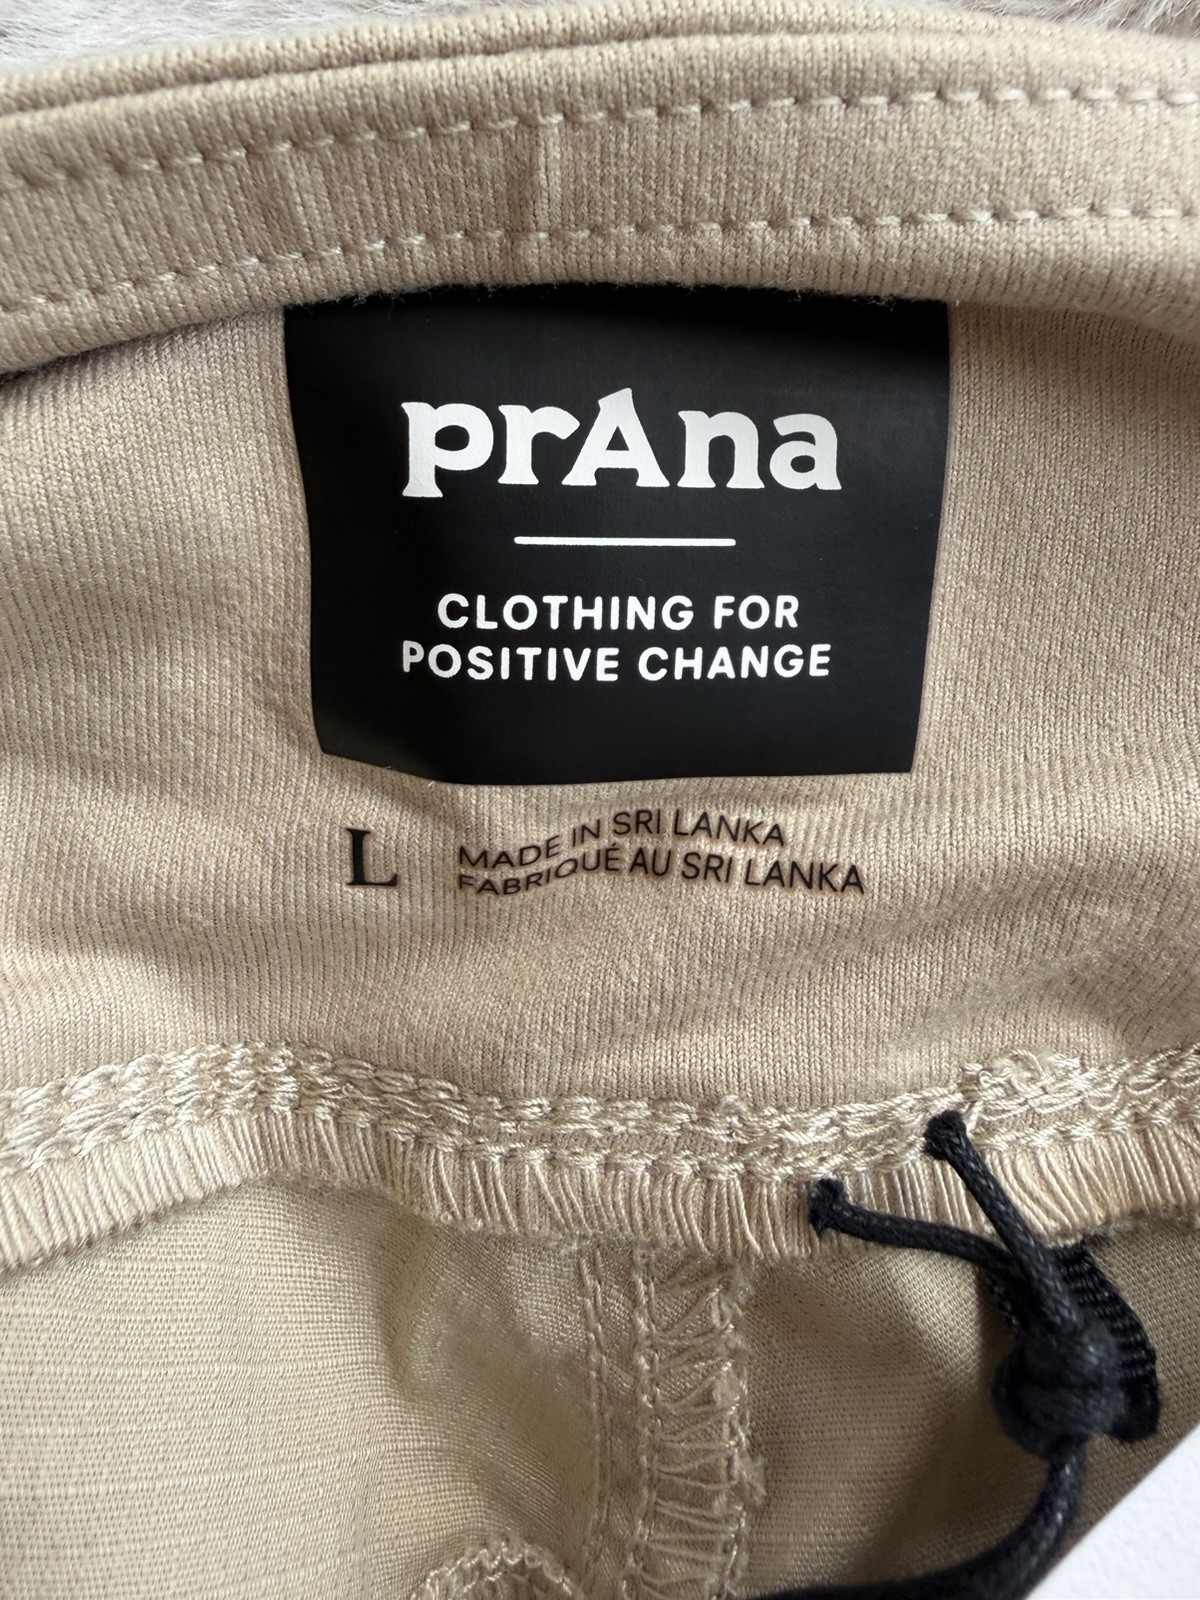 prAna
CLOTHING FOR
POSITIVE CHANGE
L
MADE IN SRI LANKA
FABRIQUÉ AU SRI LANKA